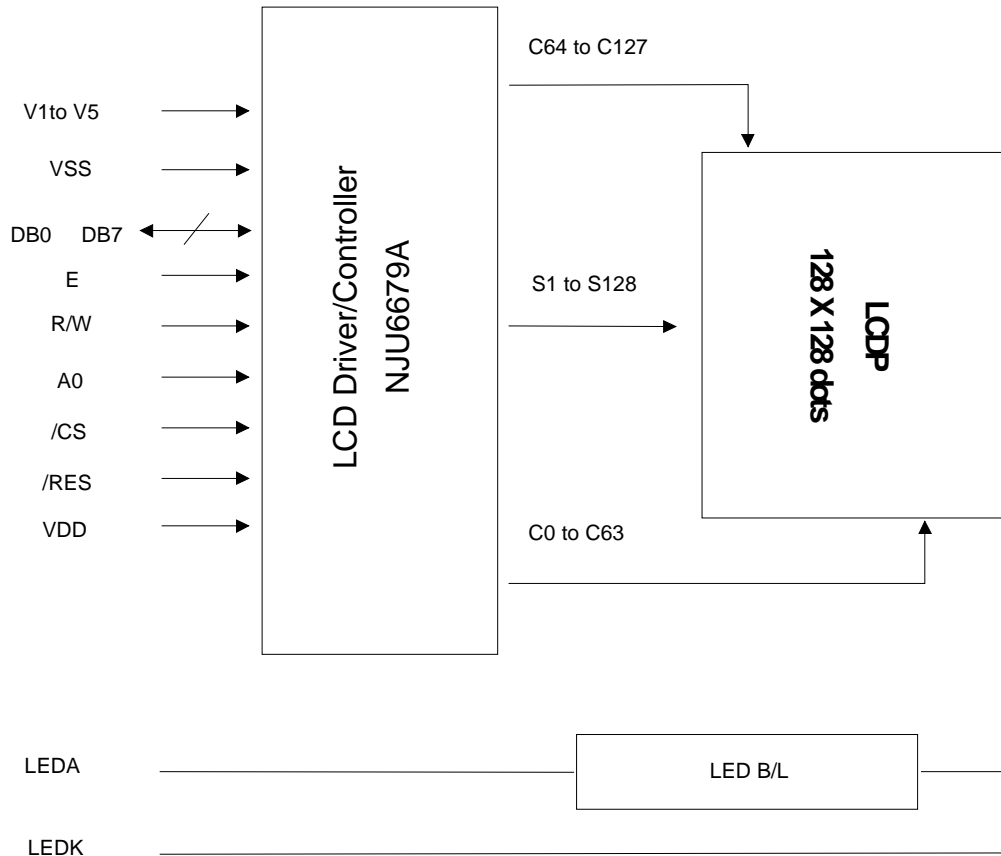 C64 to C127
V1to V5
VSS
DB0 DB7
E
R/W
A0
/CS
/RES
VDD
LCD Driver/Controller
NJU6679A
S1 to S128
C0 to C63
LCDP
128 X 128 dots
LEDA
LED B/L
LEDK